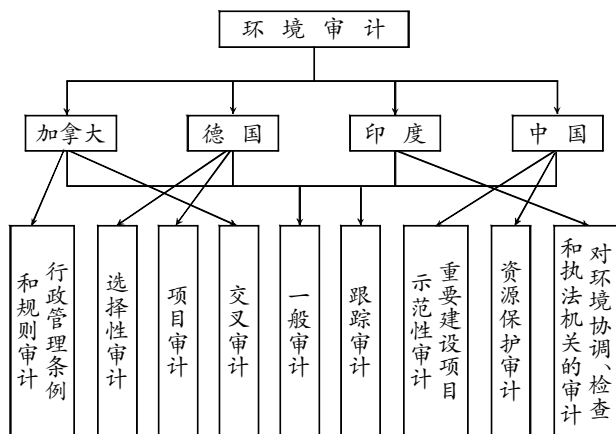 环境审计
加拿大
德国
印度
中国
行政管理条例
和规则审计
选择性审计
项目审计
交叉审计
一般审计
跟踪审计
重要建设项目
示范性审计
资源保护审计
对环境协调、检查
和执法机关的审计